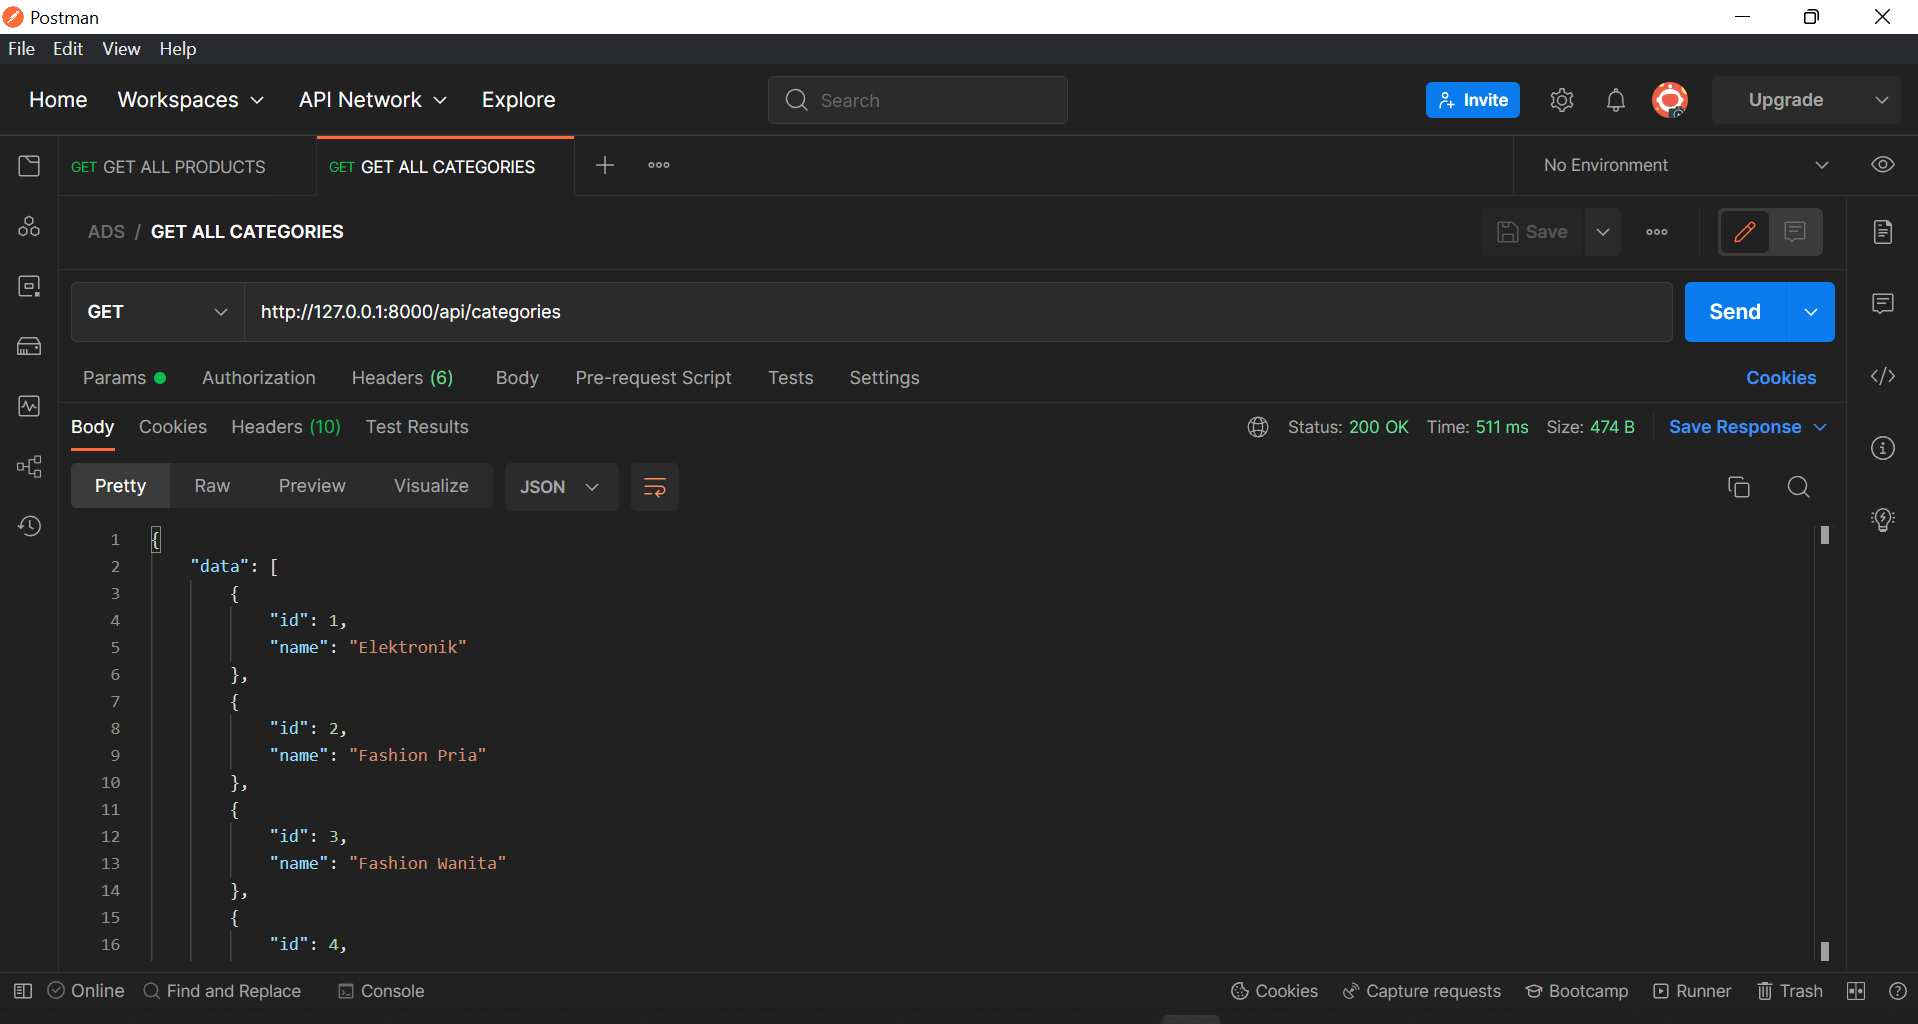 Postman
File Edit View Help
Home Workspaces API Network Explore Search Invite Upgrade
GET GET ALL PRODUCTS GET GET ALL CATEGORIES No Environment
ADS / GET ALL CATEGORIES Save
GET http://127.0.0.1:8000/api/categories Send
Params Authorization Headers (6) Body Pre-request Script Tests Settings Cookies
Body Cookies Headers (10) Test Results Status: 200 OK Time: 511 ms Size: 474 B Save Response
Pretty Raw Preview Visualize JSON
1 {
2 "data": [
3 {
4 "id": 1,
5 "name": "Elektronik"
6 },
7 {
8 "id": 2,
9 "name": "Fashion Pria"
10 },
11 {
12 "id": 3,
13 "name": "Fashion Wanita"
14 },
15 {
16 "id": 4,
Online Find and Replace Console Cookies Capture requests Bootcamp Runner Trash